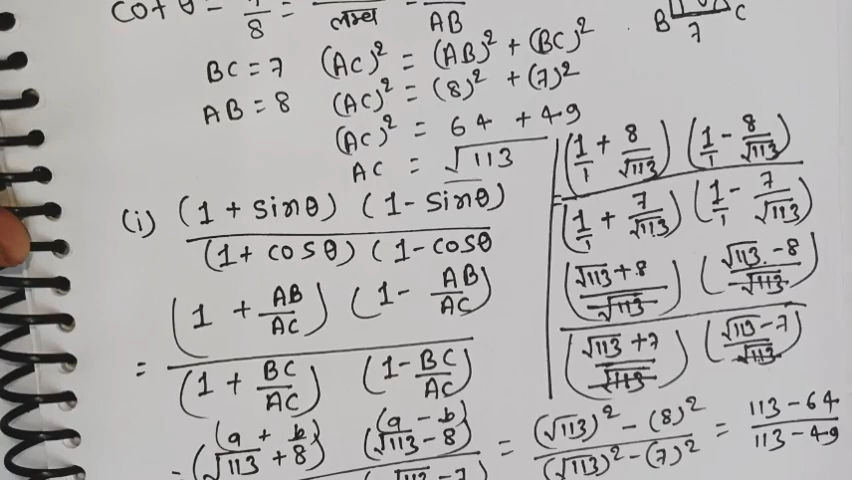 cot θ = 7/8 = /लम्ब = /AB
B 7 C
BC = 7 (AC)² = (AB)² + (BC)²
AB = 8 (AC)² = (8)² + (7)²
(AC)² = 64 + 49
AC = √113
(i) (1 + sinθ) (1 - sinθ) / (1 + cosθ) (1 - cosθ
= (1 + AB/AC) (1 - AB/AC) / (1 + BC/AC) (1 - BC/AC)
= (1/1 + 8/√113) (1/1 - 8/√113) / (1/1 + 7/√113) (1/1 - 7/√113)
(√113 + 8/√113) (√113 - 8/√113) / (√113 + 7/√113) (√113 - 7/√113)
(a + b) (a - b)
= (√113 + 8) (√113 - 8) / (√113 - 7) = (√113)² - (8)² / (√113)² - (7)² = 113 - 64 / 113 - 49